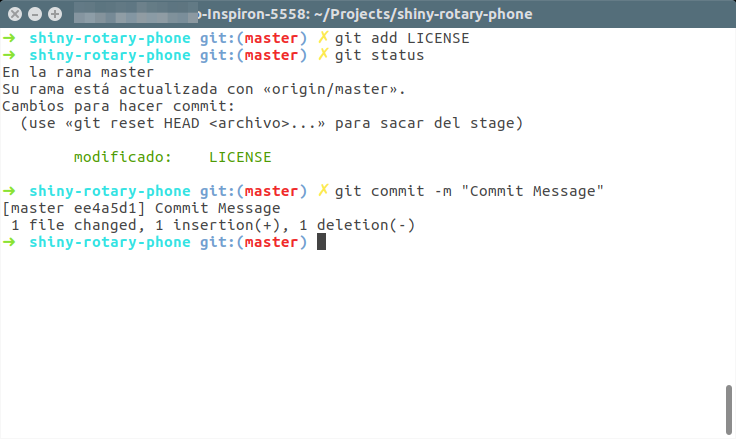 o-Inspiron-5558: ~/Projects/shiny-rotary-phone
➜ shiny-rotary-phone git:(master) ✗ git add LICENSE
➜ shiny-rotary-phone git:(master) ✗ git status
En la rama master
Su rama está actualizada con «origin/master».
Cambios para hacer commit:
  (use «git reset HEAD <archivo>...» para sacar del stage)
        modificado:    LICENSE
➜ shiny-rotary-phone git:(master) ✗ git commit -m "Commit Message"
[master ee4a5d1] Commit Message
 1 file changed, 1 insertion(+), 1 deletion(-)
➜ shiny-rotary-phone git:(master) ✗